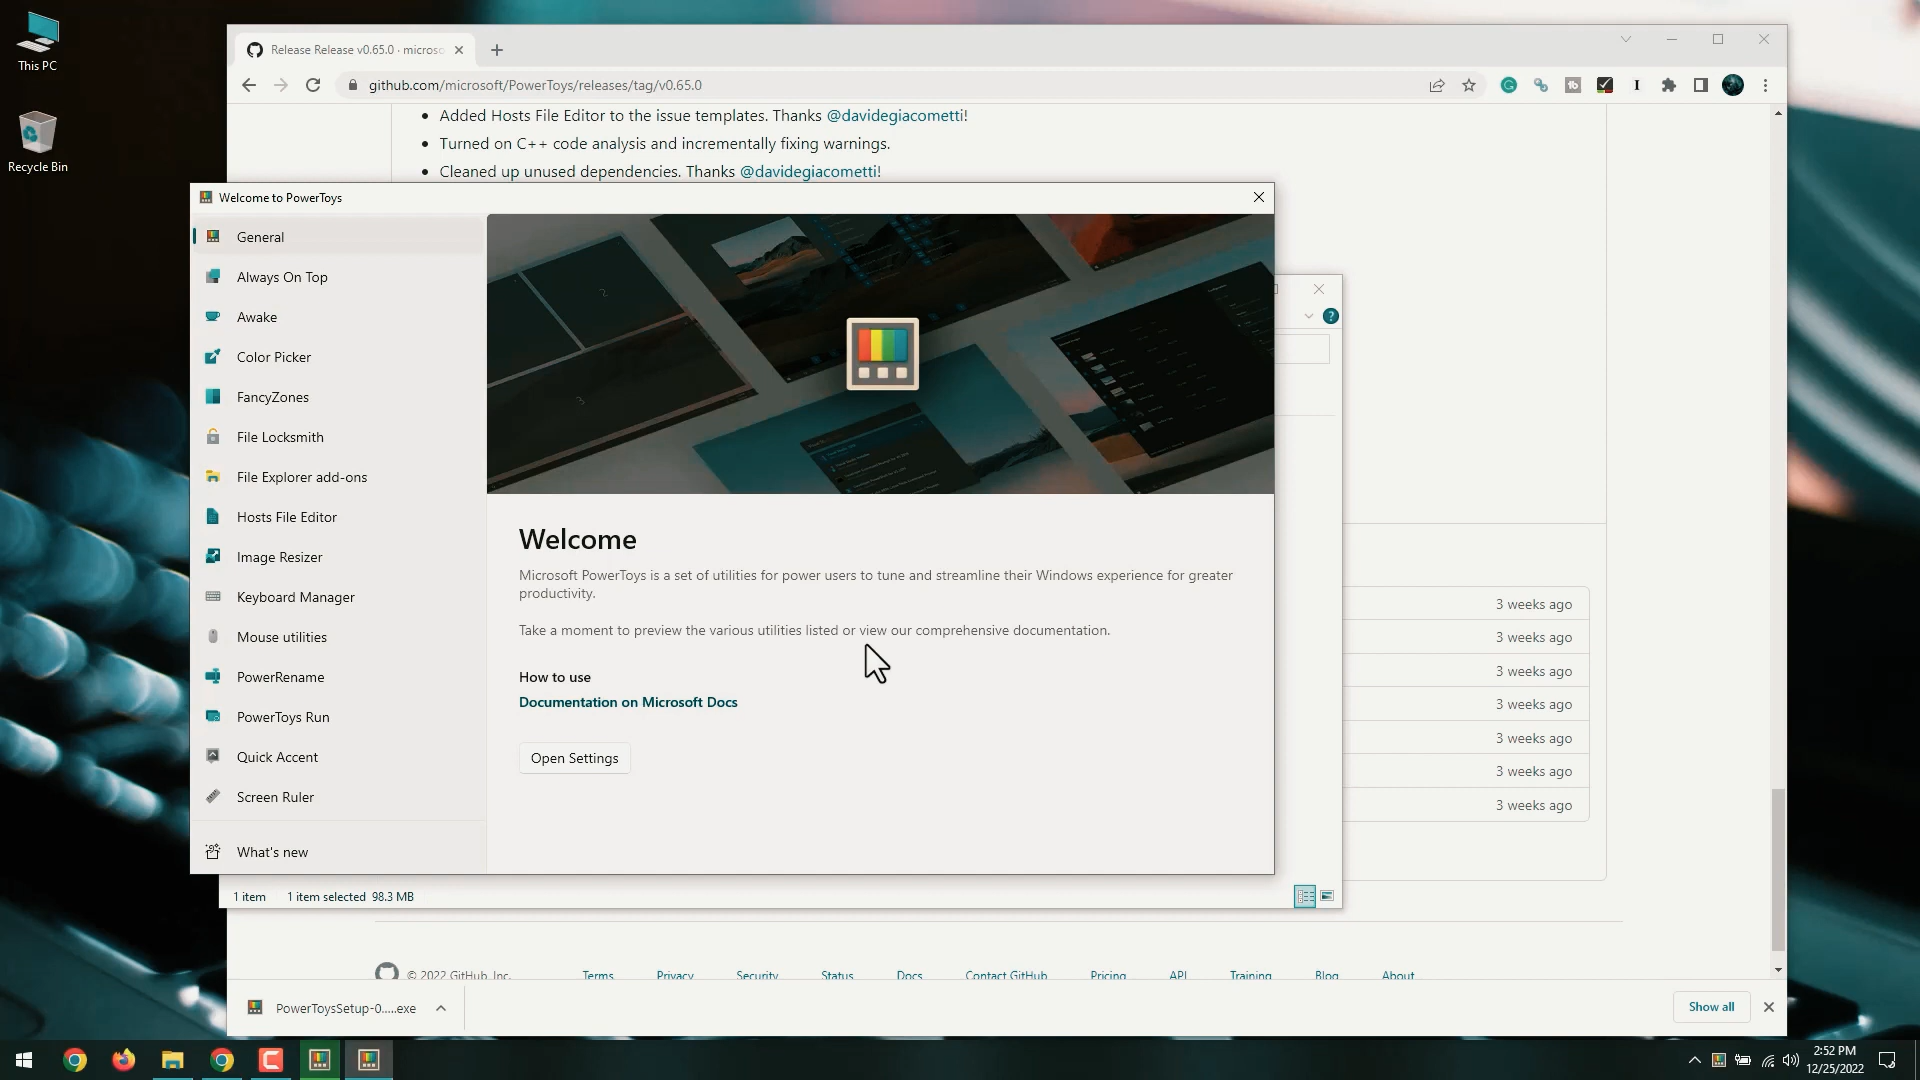 This PC
Recycle Bin
Release Release v0.65.0 · microso
github.com/microsoft/PowerToys/releases/tag/v0.65.0
Added Hosts File Editor to the issue templates. Thanks @davidegiacometti!
Turned on C++ code analysis and incrementally fixing warnings.
Cleaned up unused dependencies. Thanks @davidegiacometti!
Welcome to PowerToys
General
Always On Top
Awake
Color Picker
FancyZones
File Locksmith
File Explorer add-ons
Hosts File Editor
Image Resizer
Keyboard Manager
Mouse utilities
PowerRename
PowerToys Run
Quick Accent
Screen Ruler
What's new
Welcome
Microsoft PowerToys is a set of utilities for power users to tune and streamline their Windows experience for greater
productivity.
Take a moment to preview the various utilities listed or view our comprehensive documentation.
How to use
Documentation on Microsoft Docs
Open Settings
3 weeks ago
3 weeks ago
3 weeks ago
3 weeks ago
3 weeks ago
3 weeks ago
3 weeks ago
1 item 1 item selected 98.3 MB
© 2022 GitHub, Inc. Terms Privacy Security Status Docs Contact GitHub Pricing API Training Blog About
PowerToysSetup-0.....exe
Show all
2:52 PM
12/25/2022